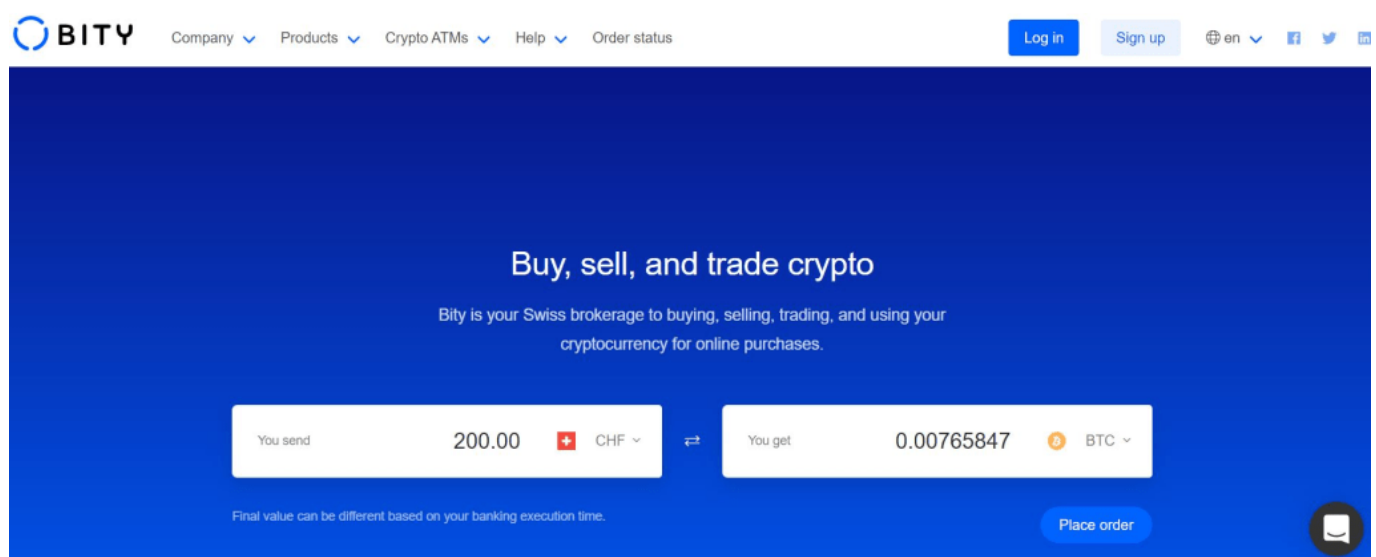 BITY Company Products Crypto ATMs Help Order status Log in Sign up en
Buy, sell, and trade crypto
Bity is your Swiss brokerage to buying, selling, trading, and using your
cryptocurrency for online purchases.
You send 200.00 CHF You get 0.00765847 BTC
Final value can be different based on your banking execution time.
Place order